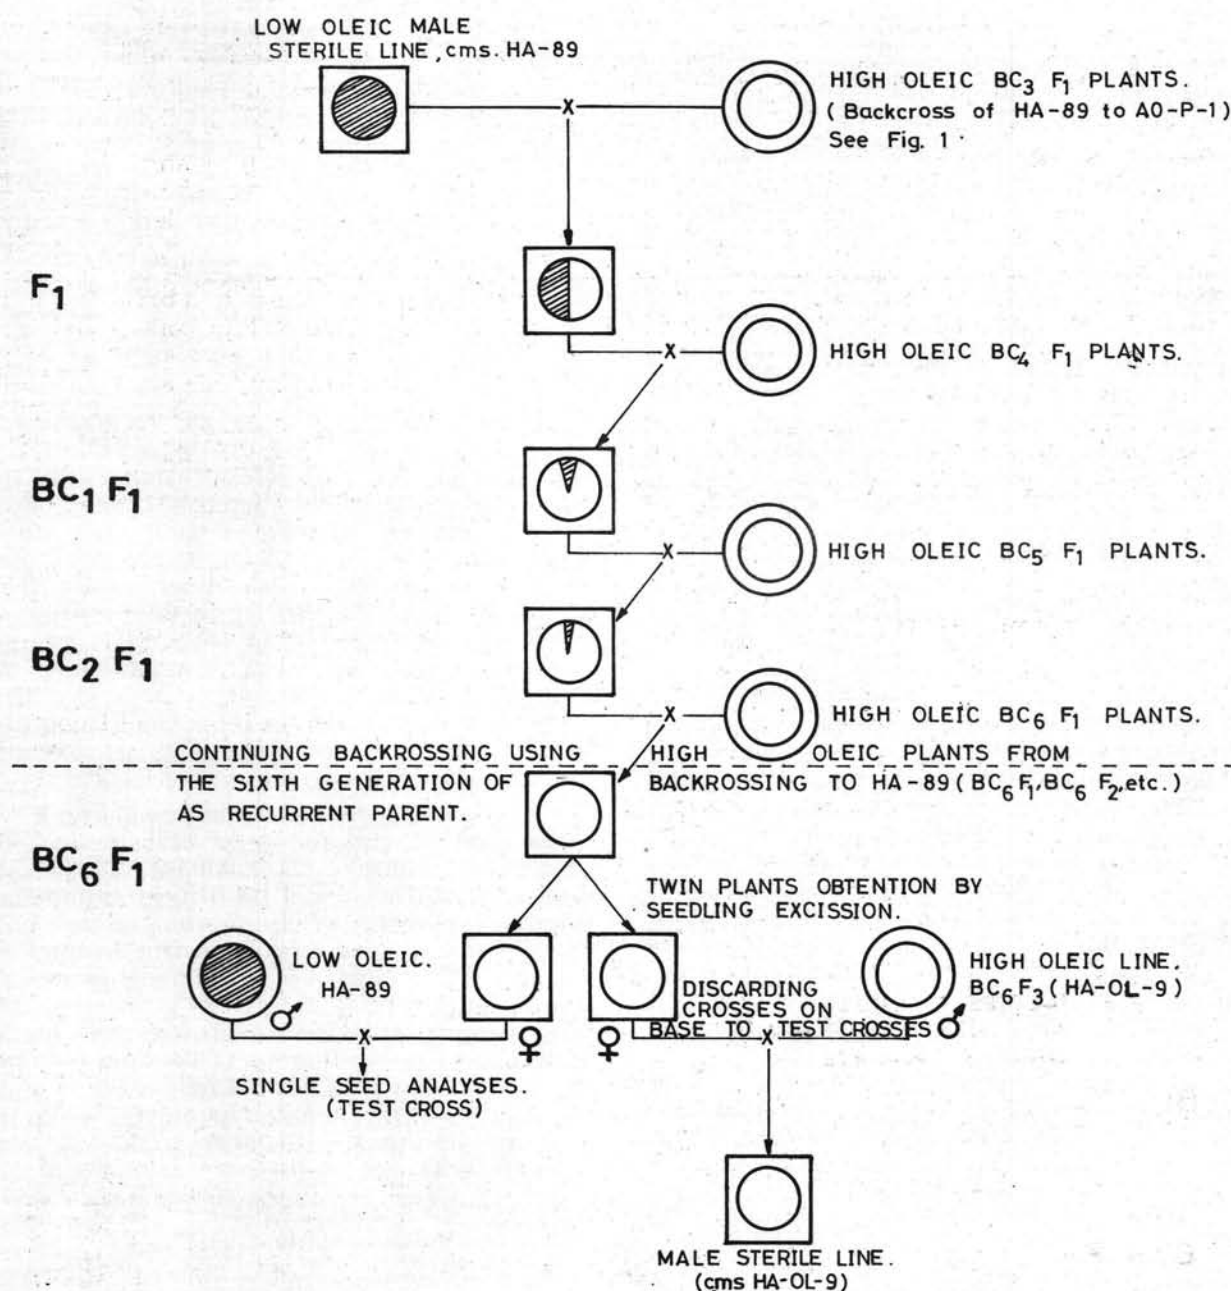 LOW OLEIC MALE
STERILE LINE, cms. HA-89
X
HIGH OLEIC BC3 F1 PLANTS.
(Backcross of HA-89 to AO-P-1)
See Fig. 1
F1
X
HIGH OLEIC BC4 F1 PLANTS.
BC1 F1
X
HIGH OLEIC BC5 F1 PLANTS.
BC2 F1
X
HIGH OLEIC BC6 F1 PLANTS.
CONTINUING BACKROSSING USING HIGH OLEIC PLANTS FROM
THE SIXTH GENERATION OF BACKROSSING TO HA-89 (BC6 F1, BC6 F2, etc.)
AS RECURRENT PARENT.
BC6 F1
TWIN PLANTS OBTENTION BY
SEEDLING EXCISSION.
LOW OLEIC.
HA-89
♂
X
♀
♀
DISCARDING
CROSSES ON
BASE TO TEST CROSSES
X
♂
HIGH OLEIC LINE.
BC6 F3 (HA-OL-9)
SINGLE SEED ANALYSES.
(TEST CROSS)
MALE STERILE LINE.
(cms HA-OL-9)